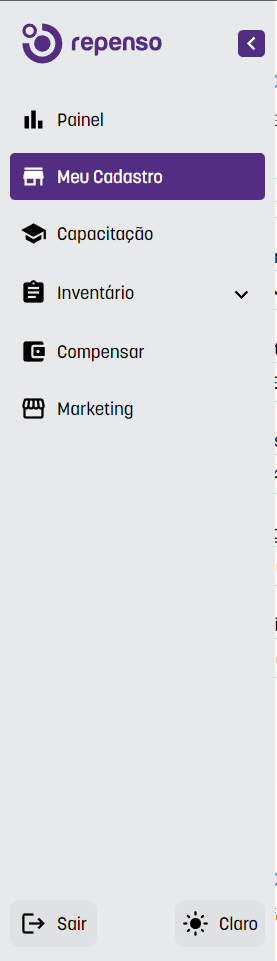 repenso
Painel
Meu Cadastro
Capacitação
Inventário
Compensar
Marketing
Sair
Claro